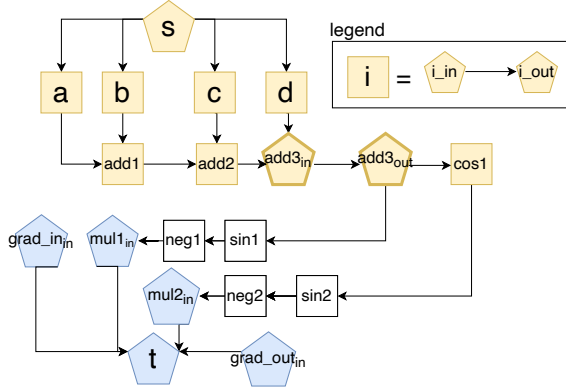 s
legend
i = i_in i_out
a b c d
add1 add2 add3in add3out cos1
grad_inin mul1in neg1 sin1
mul2in neg2 sin2
t grad_outin